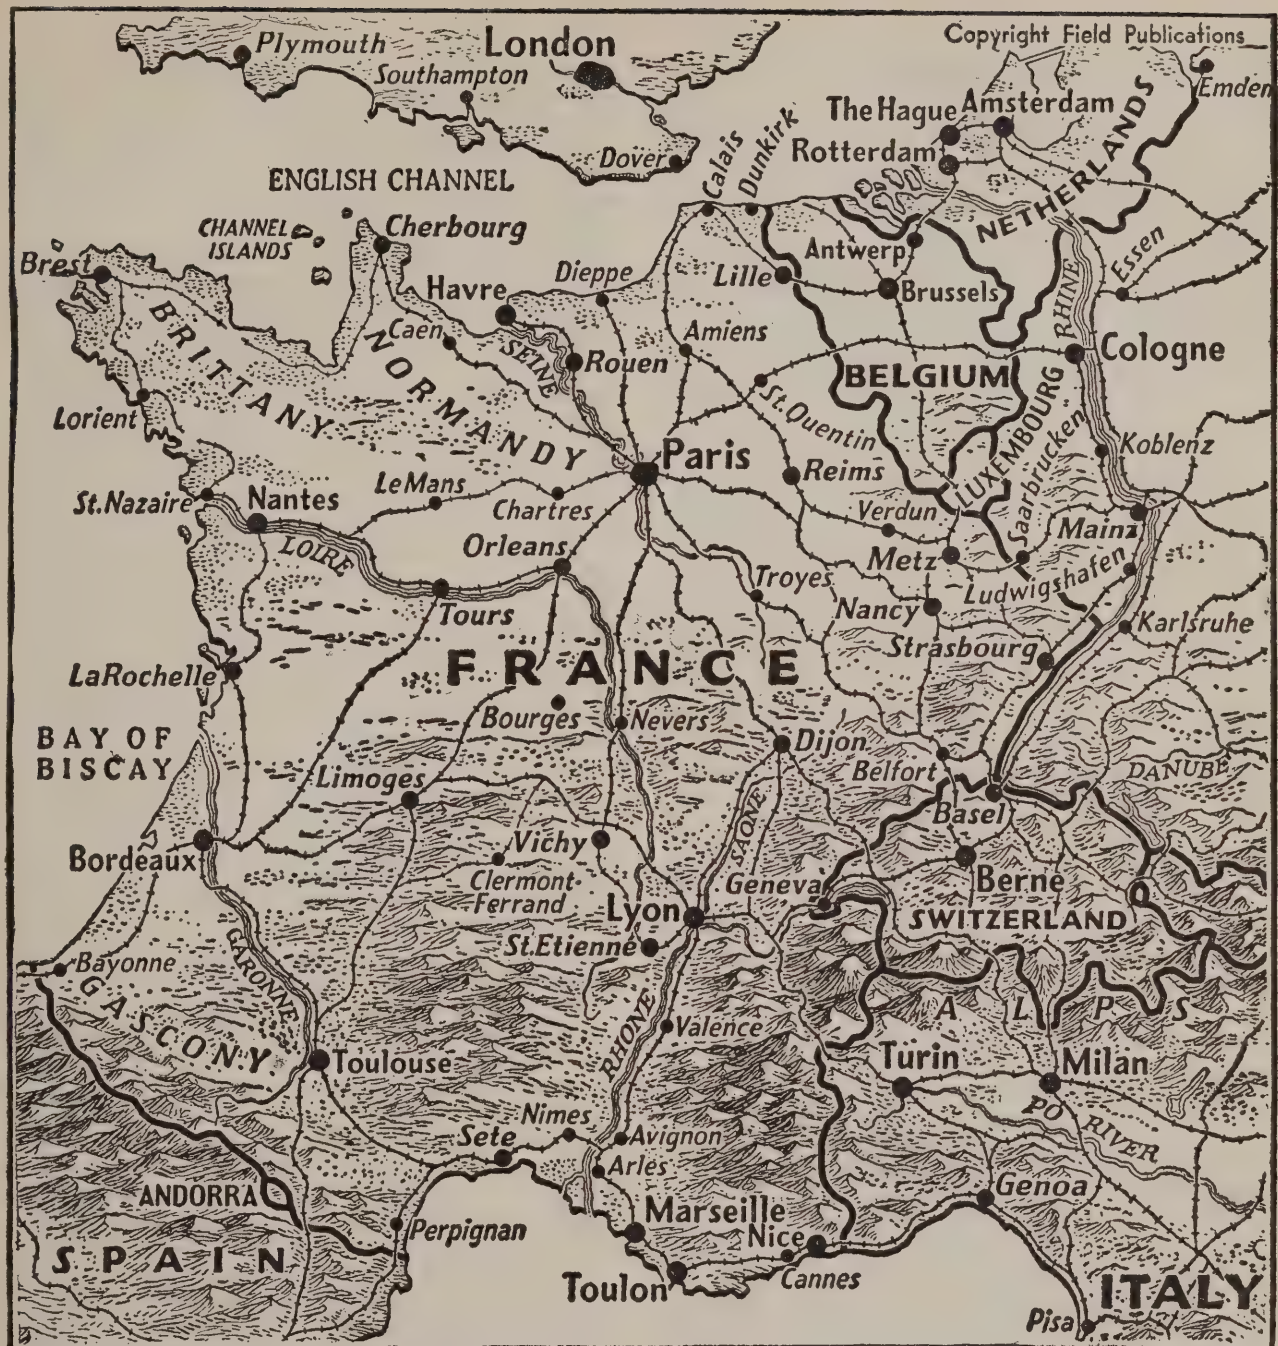 Copyright Field Publications
Plymouth
London
Southampton
Emden
The Hague
Amsterdam
Rotterdam
Dover
Calais
Dunkirk
NETHERLANDS
ENGLISH CHANNEL
CHANNEL
ISLANDS
Cherbourg
Brest
Havre
Dieppe
Lille
Antwerp
Brussels
RHINE
Essen
BRITTANY
NORMANDY
Caen
SEINE
Rouen
Amiens
BELGIUM
Cologne
Lorient
St.Quentin
LUXEMBOURG
Saarbrucken
Koblenz
Paris
Reims
LeMans
Chartres
Verdun
Metz
Mainz
St.Nazaire
Nantes
LOIRE
Orleans
Tours
Troyes
Nancy
Ludwigshafen
Strasbourg
Karlsruhe
FRANCE
LaRochelle
Bourges
Nevers
BAY OF
BISCAY
Dijon
Belfort
DANUBE
Limoges
Basel
SAONE
Bordeaux
Vichy
Clermont-
Ferrand
Geneva
Berne
Lyon
SWITZERLAND
St.Etienne
GARONNE
Bayonne
GASCONY
ALPS
RHONE
Valence
Toulouse
Turin
Milan
PO RIVER
Nimes
Sete
Avignon
Arles
ANDORRA
Genoa
Marseille
Perpignan
Nice
SPAIN
Toulon
Cannes
ITALY
Pisa